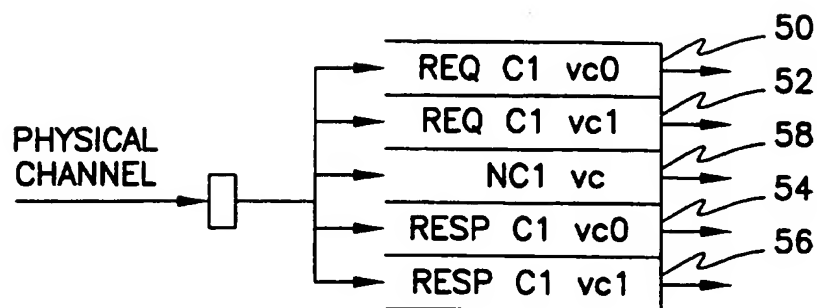 50
REQ C1 vc0
52
REQ C1 vc1
58
PHYSICAL
CHANNEL
NC1 vc
54
RESP C1 vc0
56
RESP C1 vc1